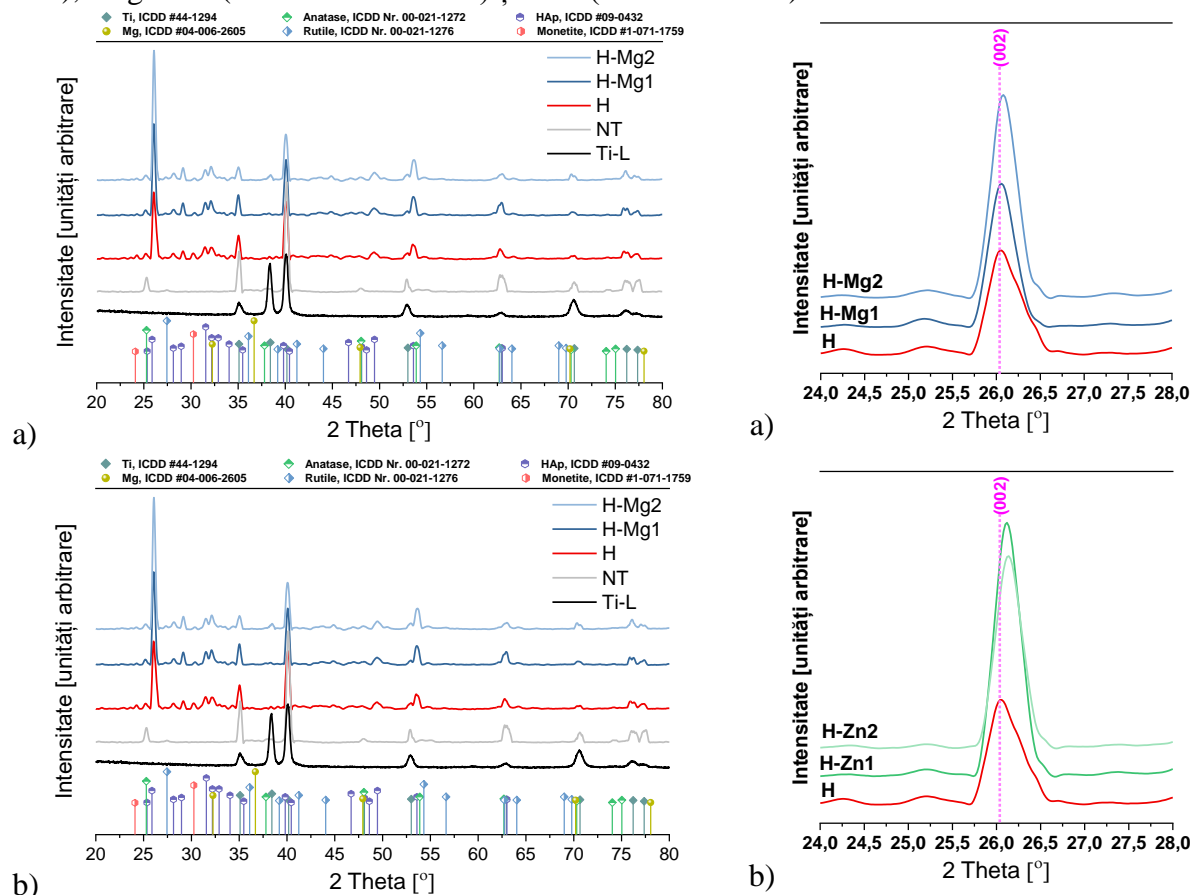 Ti, ICDD #44-1294
Mg, ICDD #04-006-2605
Anatase, ICDD Nr. 00-021-1272
Rutile, ICDD Nr. 00-021-1276
HAp, ICDD #09-0432
Monetite, ICDD #1-071-1759
H-Mg2
H-Mg1
H
NT
Ti-L
Intensitate [unități arbitrare]
20 25 30 35 40 45 50 55 60 65 70 75 80
2 Theta [°]
a)
(002)
Intensitate [unități arbitrare]
H-Mg2
H-Mg1
H
24,0 24,5 25,0 25,5 26,0 26,5 27,0 27,5 28,0
2 Theta [°]
a)
Ti, ICDD #44-1294
Mg, ICDD #04-006-2605
Anatase, ICDD Nr. 00-021-1272
Rutile, ICDD Nr. 00-021-1276
HAp, ICDD #09-0432
Monetite, ICDD #1-071-1759
H-Mg2
H-Mg1
H
NT
Ti-L
Intensitate [unități arbitrare]
20 25 30 35 40 45 50 55 60 65 70 75 80
2 Theta [°]
b)
(002)
Intensitate [unități arbitrare]
H-Zn2
H-Zn1
H
24,0 24,5 25,0 25,5 26,0 26,5 27,0 27,5 28,0
2 Theta [°]
b)